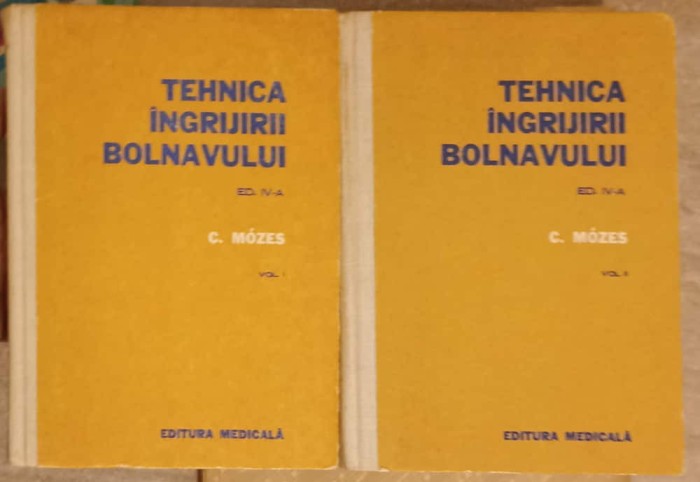 TEHNICA
ÎNGRIJIRII
BOLNAVULUI
ED. IV-A
C. MÓZES
VOL. I
EDITURA MEDICALĂ
TEHNICA
ÎNGRIJIRII
BOLNAVULUI
ED. IV-A
C. MÓZES
VOL. II
EDITURA MEDICALĂ